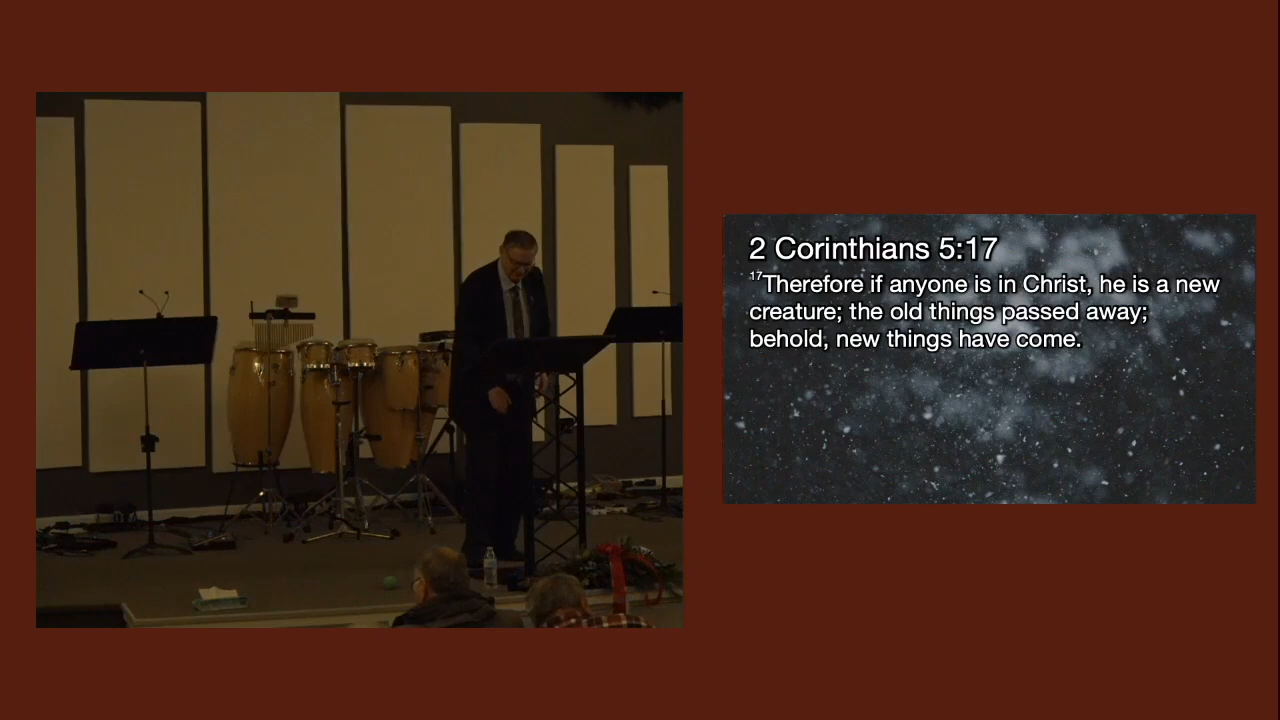 2 Corinthians 5:17
17Therefore if anyone is in Christ, he is a new
creature; the old things passed away;
behold, new things have come.